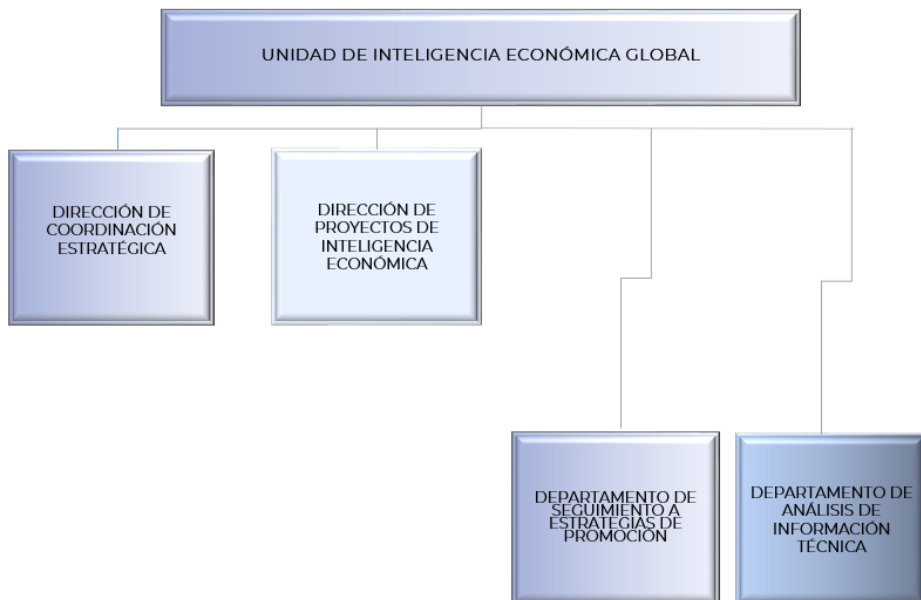 UNIDAD DE INTELIGENCIA ECONÓMICA GLOBAL
DIRECCIÓN DE
COORDINACIÓN
ESTRATÉGICA
DIRECCIÓN DE
PROYECTOS DE
INTELIGENCIA
ECONÓMICA
DEPARTAMENTO DE
SEGUIMIENTO A
ESTRATEGIAS DE
PROMOCIÓN
DEPARTAMENTO DE
ANÁLISIS DE
INFORMACIÓN
TÉCNICA